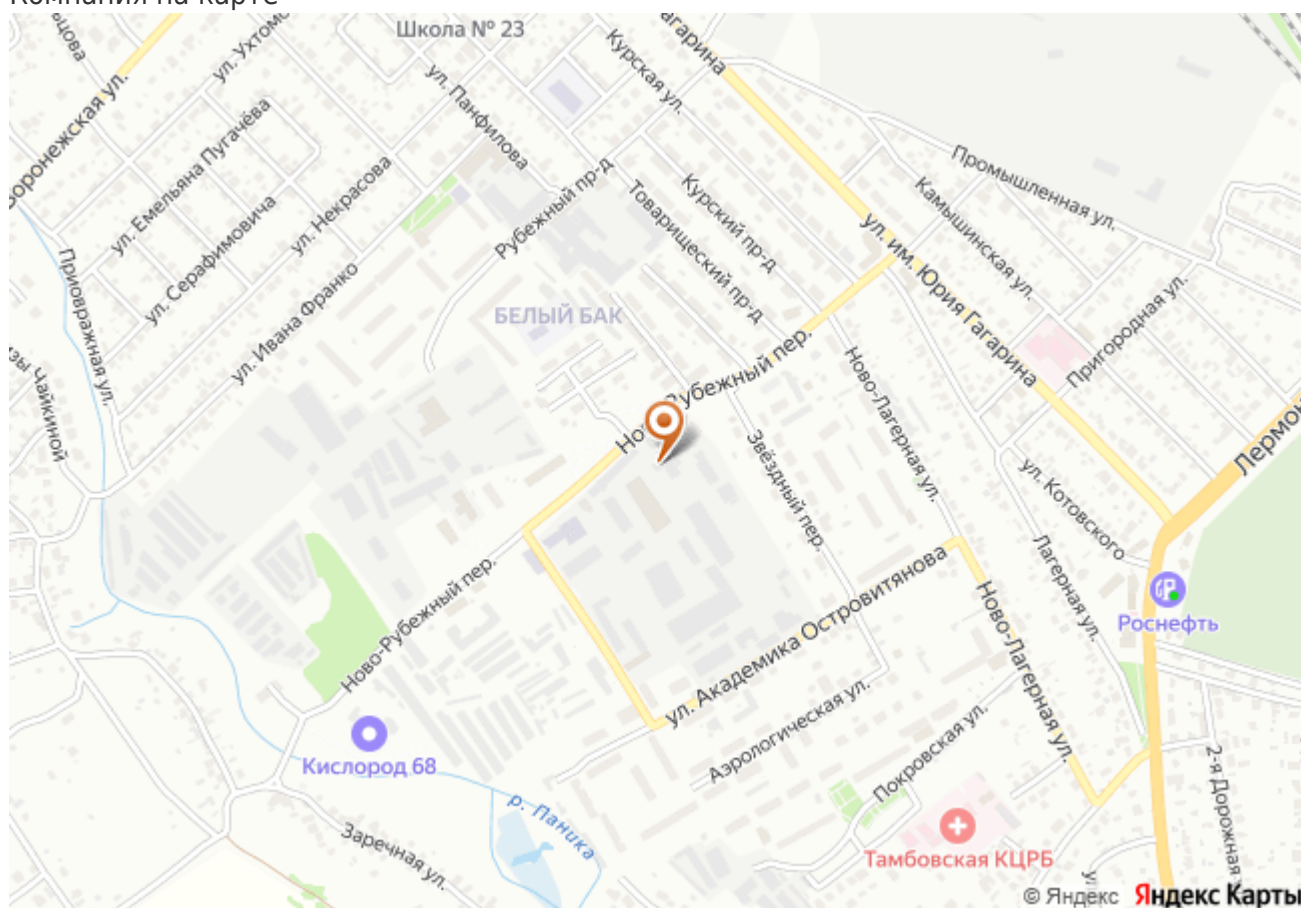 Компания на карте
Школа № 23
ул. Ухтомс
Гагарина
Курская ул.
ул. Панфилова
Воронежская ул.
ул. Емельяна Пугачёва
ул. Некрасова
ул. Серафимовича
ул. Ивана Франко
Рубежный пр-д
Товарищеский пр-д
Курский пр-д
Промышленная ул.
Камышинская ул.
ул. им. Юрия Гагарина
Пригородная ул.
Приовражная ул.
БЕЛЫЙ БАК
зы Чайкиной
Ново-Рубежный пер.
Ново-Лагерная ул.
Звёздный пер.
Лермон
ул. Котовского
Лагерная ул.
Роснефть
ул. Академика Островитянова
Ново-Рубежный пер.
Ново-Лагерная ул.
Аэрологическая ул.
Покровская ул.
2-я Дорожная
Кислород 68
р. Паника
Заречная ул.
Тамбовская КЦРБ
© Яндекс Яндекс Карты